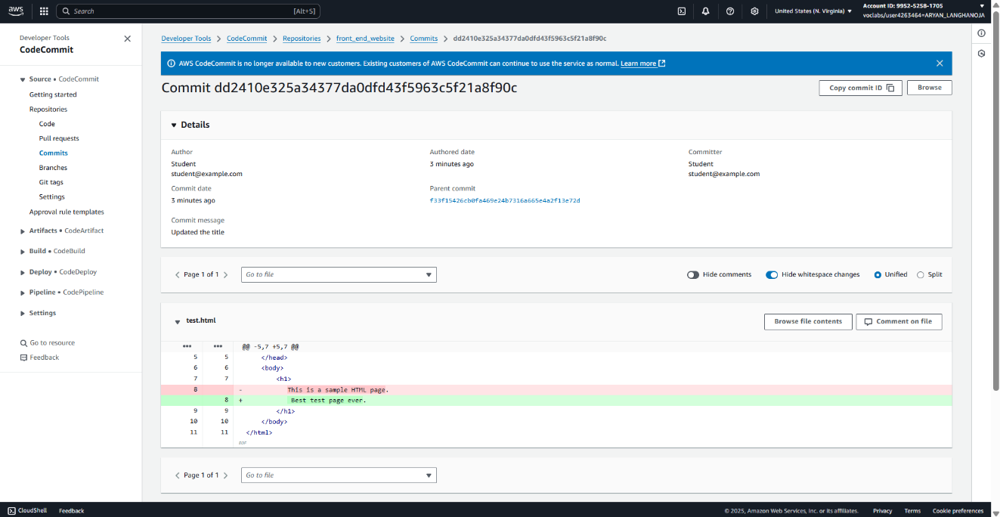 aws
Search [Alt+S]
United States (N. Virginia)
Account ID: 9952-5258-1705
voclabs/user4263464=ARYAN_LANGHANOJA
Developer Tools
CodeCommit
Source • CodeCommit
Getting started
Repositories
Code
Pull requests
Commits
Branches
Git tags
Settings
Approval rule templates
Artifacts • CodeArtifact
Build • CodeBuild
Deploy • CodeDeploy
Pipeline • CodePipeline
Settings
Go to resource
Feedback
Developer Tools > CodeCommit > Repositories > front_end_website > Commits > dd2410e325a34377da0dfd43f5963c5f21a8f90c
AWS CodeCommit is no longer available to new customers. Existing customers of AWS CodeCommit can continue to use the service as normal. Learn more
Commit dd2410e325a34377da0dfd43f5963c5f21a8f90c
Copy commit ID
Browse
Details
Author
Student
student@example.com
Authored date
3 minutes ago
Committer
Student
student@example.com
Commit date
3 minutes ago
Parent commit
f33f15426cb0fa469e24b7316a665e4a2f13e72d
Commit message
Updated the title
Page 1 of 1
Go to file
Hide comments
Hide whitespace changes
Unified
Split
test.html
Browse file contents
Comment on file
@@ -5,7 +5,7 @@
5 5 </head>
6 6 <body>
7 7 <h1>
8 - This is a sample HTML page.
8 + Best test page ever.
9 9 </h1>
10 10 </body>
11 11 </html>
EOF
Page 1 of 1
Go to file
CloudShell
Feedback
© 2025, Amazon Web Services, Inc. or its affiliates.
Privacy
Terms
Cookie preferences